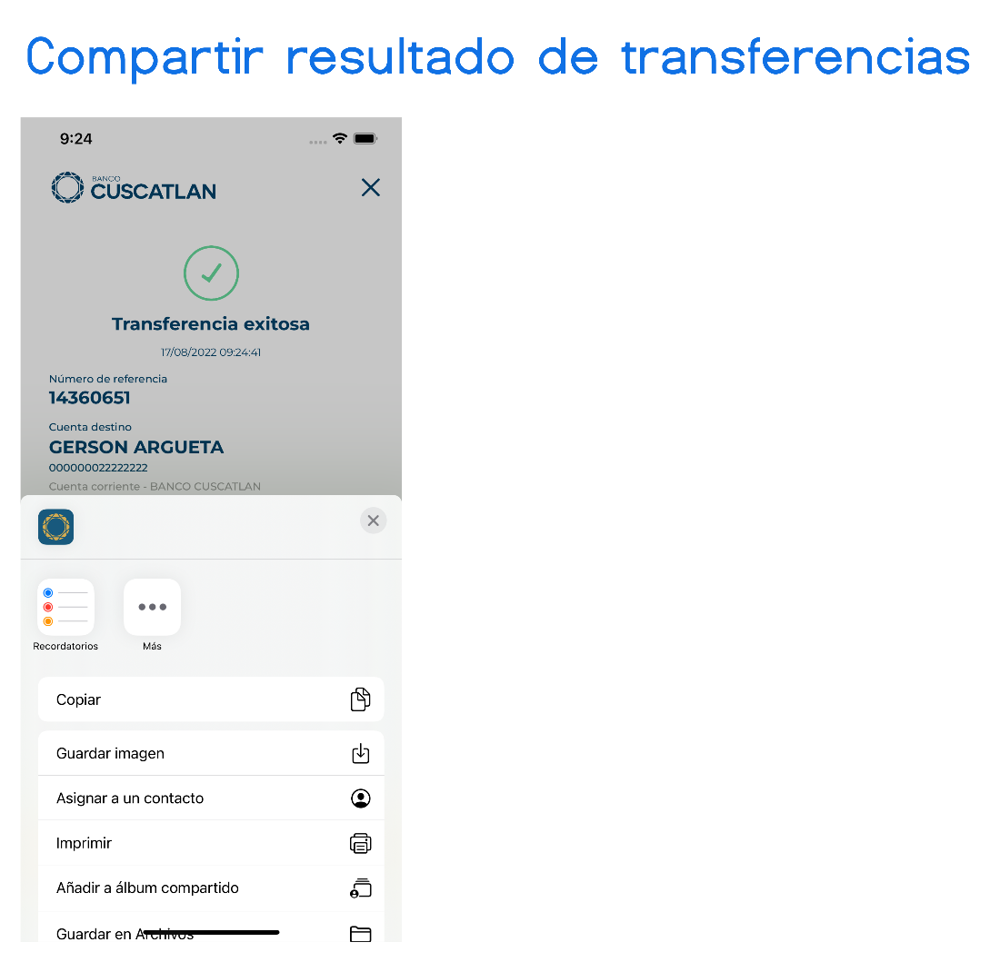 Compartir resultado de transferencias
9:24
BANCO
CUSCATLAN
Transferencia exitosa
17/08/2022 09:24:41
Número de referencia
14360651
Cuenta destino
GERSON ARGUETA
000000022222222
Cuenta corriente - BANCO CUSCATLAN
Recordatorios
Más
Copiar
Guardar imagen
Asignar a un contacto
Imprimir
Añadir a álbum compartido
Guardar en Archivos